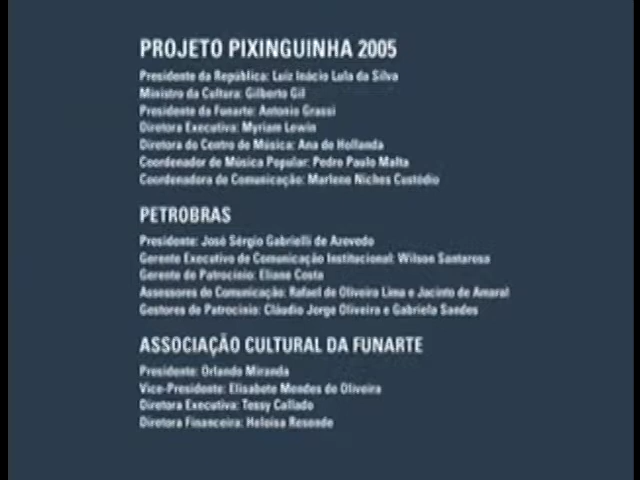 PROJETO PIXINGUINHA 2005
Presidente da República: Luiz Inácio Lula da Silva
Ministro da Cultura: Gilberto Gil
Presidente da Funarte: Antonio Grassi
Diretora Executiva: Myriam Lewin
Diretora do Centro de Música: Ana de Hollanda
Coordenador de Música Popular: Pedro Paulo Malta
Coordenadora de Comunicação: Marlene Niches Custódio
PETROBRAS
Presidente: José Sérgio Gabrielli de Azevedo
Gerente Executivo de Comunicação Institucional: Wilson Santarosa
Gerente de Patrocínio: Eliane Costa
Assessores de Comunicação: Rafael de Oliveira Lima e Jacinto de Amaral
Gestores de Patrocínio: Cláudio Jorge Oliveira e Gabriela Sandes
ASSOCIAÇÃO CULTURAL DA FUNARTE
Presidente: Orlando Miranda
Vice-Presidente: Elisabete Mendes de Oliveira
Diretora Executiva: Tessy Callado
Diretora Financeira: Heloisa Resende